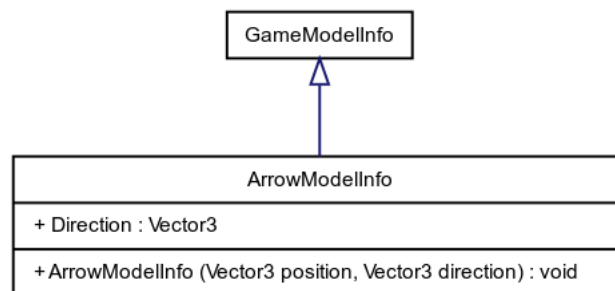 GameModelInfo
ArrowModelInfo
+ Direction : Vector3
+ ArrowModelInfo (Vector3 position, Vector3 direction) : void